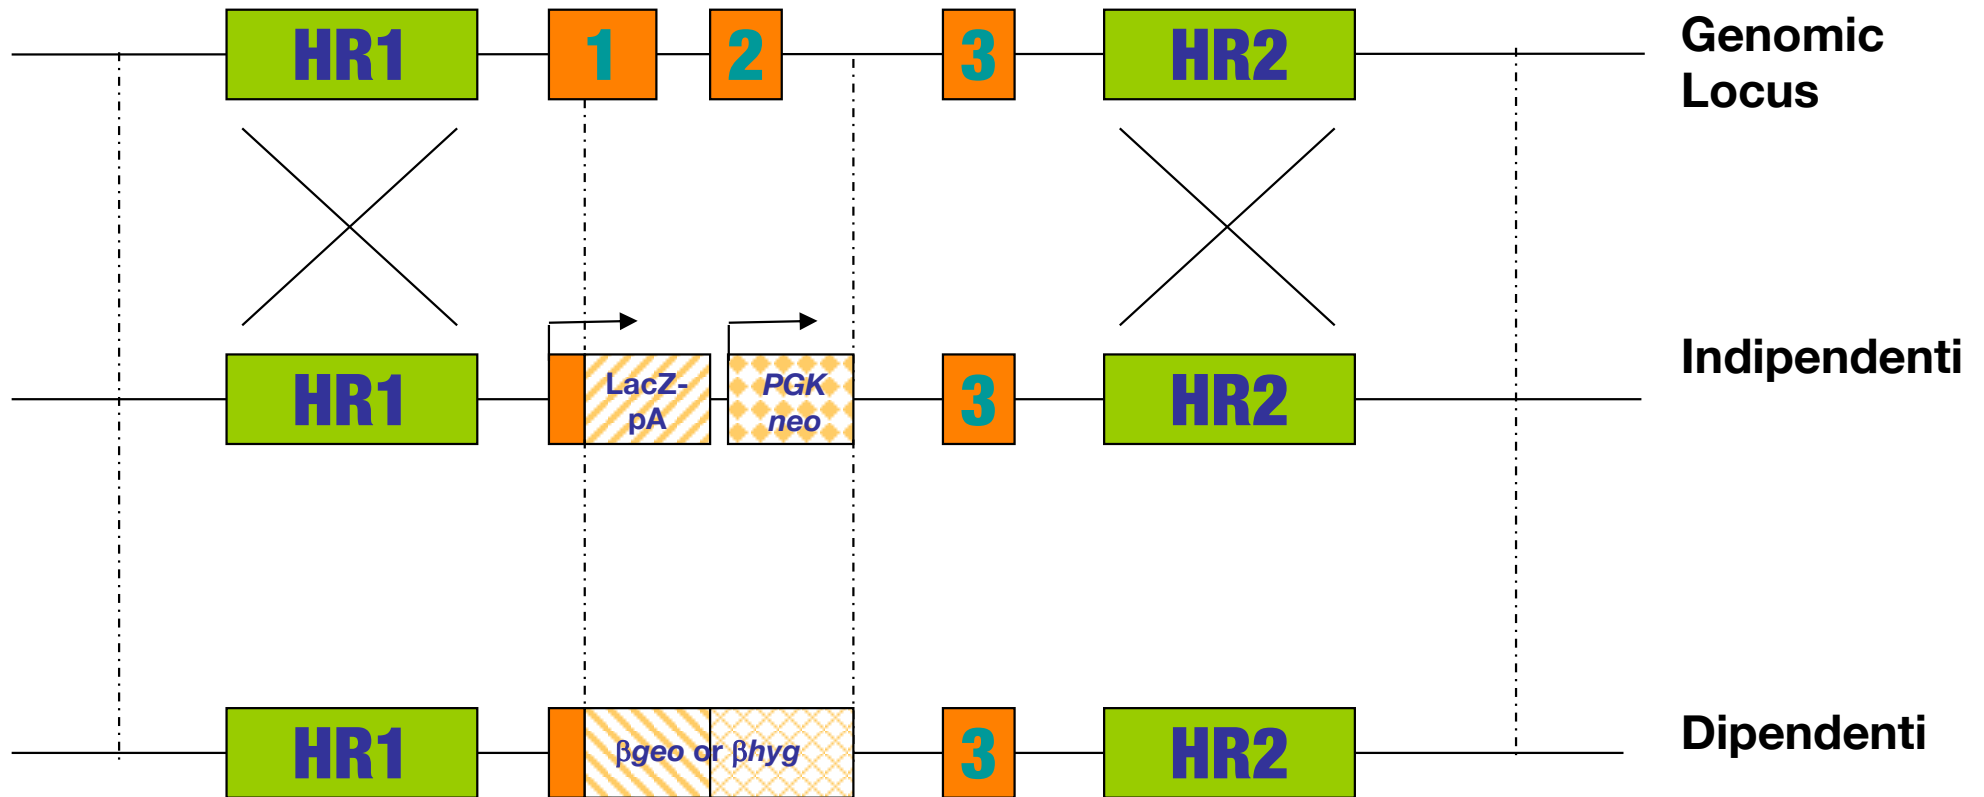 HR1 1 2 3 HR2 Genomic
Locus
HR1 LacZ- PGK 3 HR2 Indipendenti
pA neo
HR1 βgeo or βhyg 3 HR2 Dipendenti